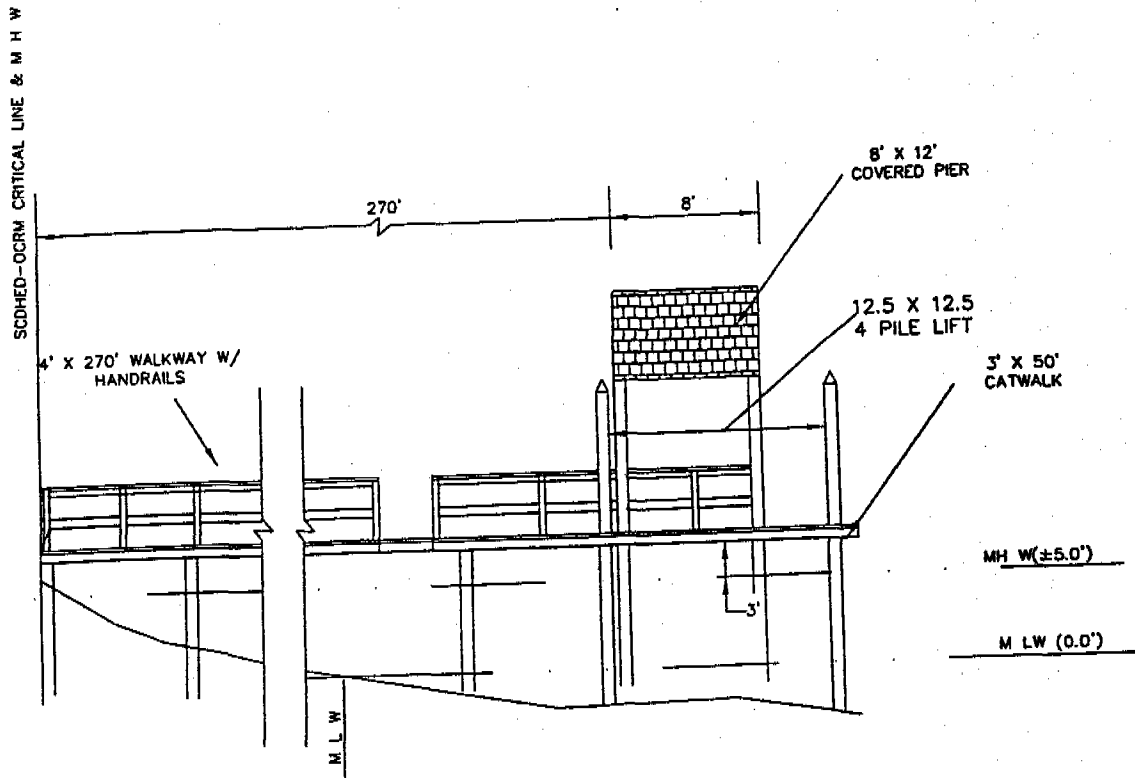 SCDHED-OCRM CRITICAL LINE & M H W
8' X 12'
COVERED PIER
270'
8'
12.5 X 12.5
4 PILE LIFT
4' X 270' WALKWAY W/
HANDRAILS
3' X 50'
CATWALK
MH W(±5.0')
3'
M LW (0.0')
M L W